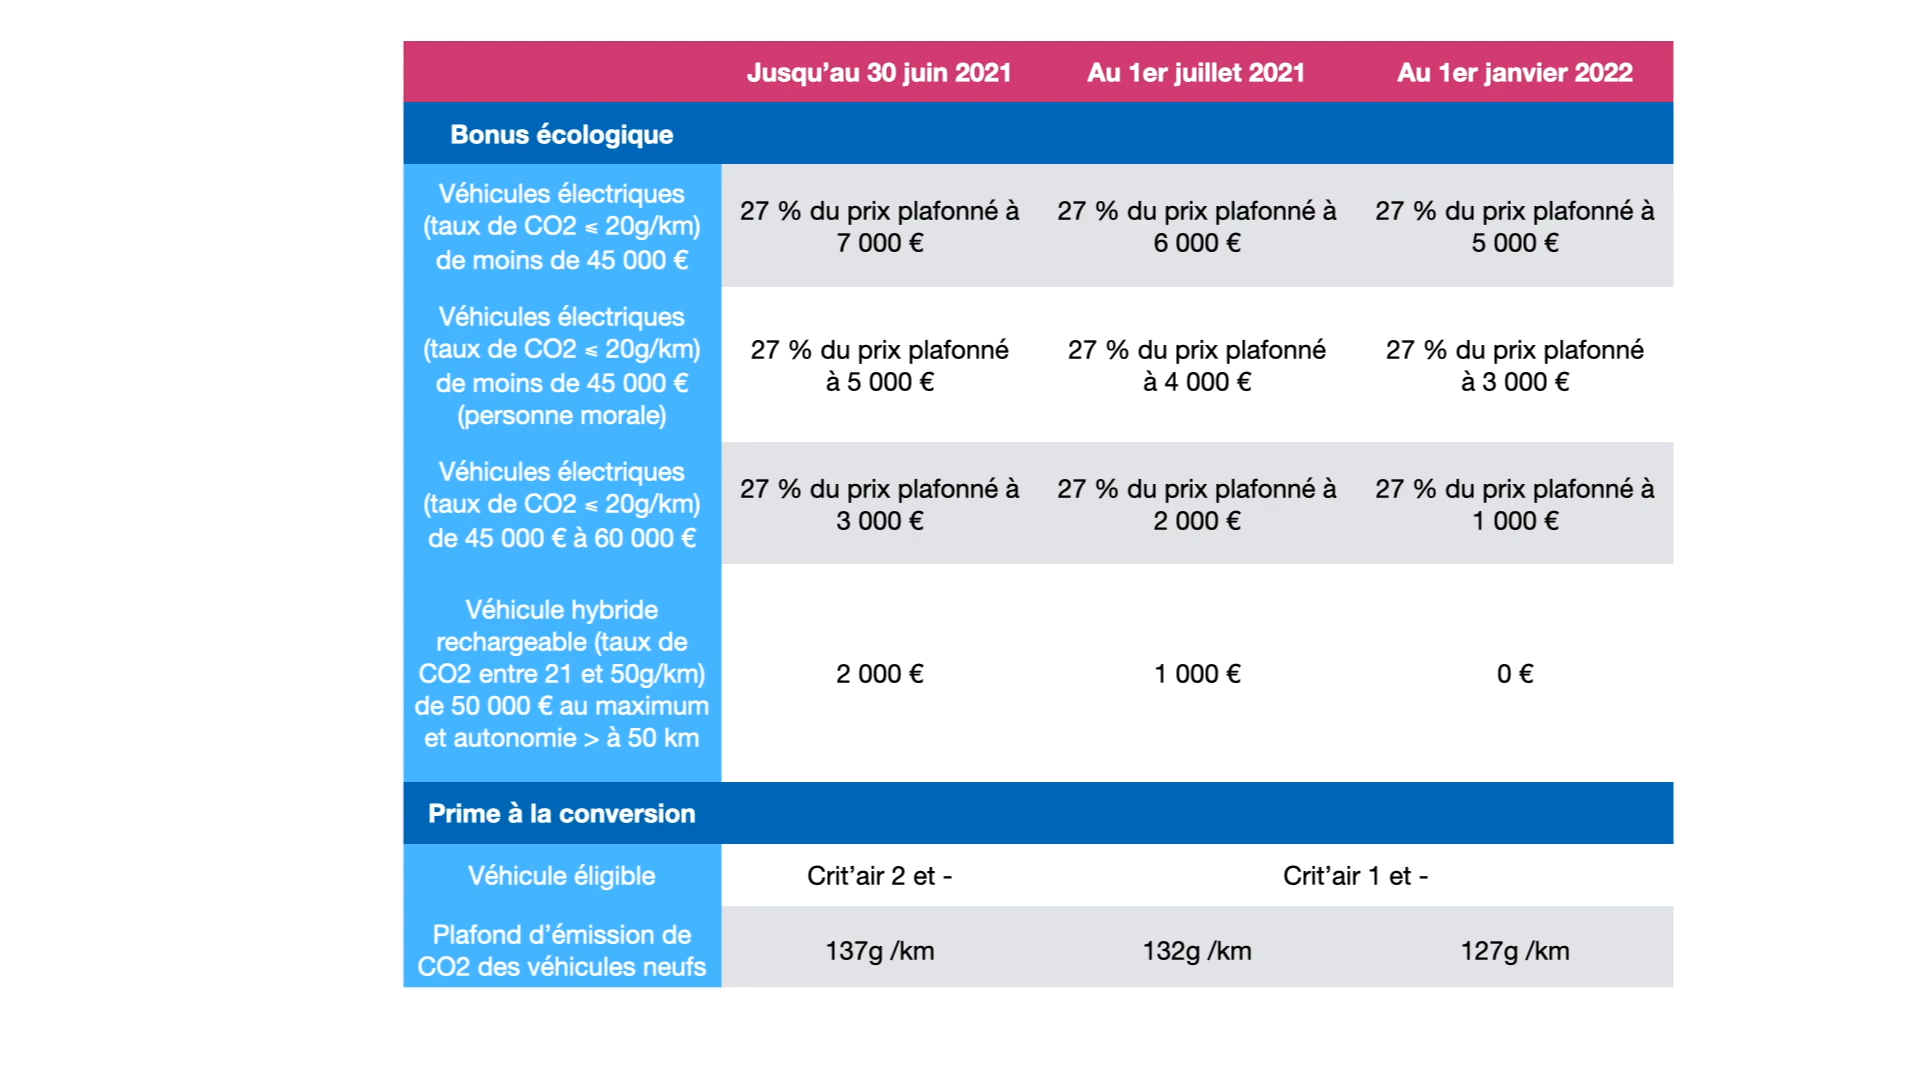 Jusqu’au 30 juin 2021
Au 1er juillet 2021
Au 1er janvier 2022
Bonus écologique
Véhicules électriques
(taux de CO2 ⩽ 20g/km)
de moins de 45 000 €
27 % du prix plafonné à
7 000 €
27 % du prix plafonné à
6 000 €
27 % du prix plafonné à
5 000 €
Véhicules électriques
(taux de CO2 ⩽ 20g/km)
de moins de 45 000 €
(personne morale)
27 % du prix plafonné
à 5 000 €
27 % du prix plafonné
à 4 000 €
27 % du prix plafonné
à 3 000 €
Véhicules électriques
(taux de CO2 ⩽ 20g/km)
de 45 000 € à 60 000 €
27 % du prix plafonné à
3 000 €
27 % du prix plafonné à
2 000 €
27 % du prix plafonné à
1 000 €
Véhicule hybride
rechargeable (taux de
CO2 entre 21 et 50g/km)
de 50 000 € au maximum
et autonomie > à 50 km
2 000 €
1 000 €
0 €
Prime à la conversion
Véhicule éligible
Crit’air 2 et -
Crit’air 1 et -
Plafond d’émission de
CO2 des véhicules neufs
137g /km
132g /km
127g /km